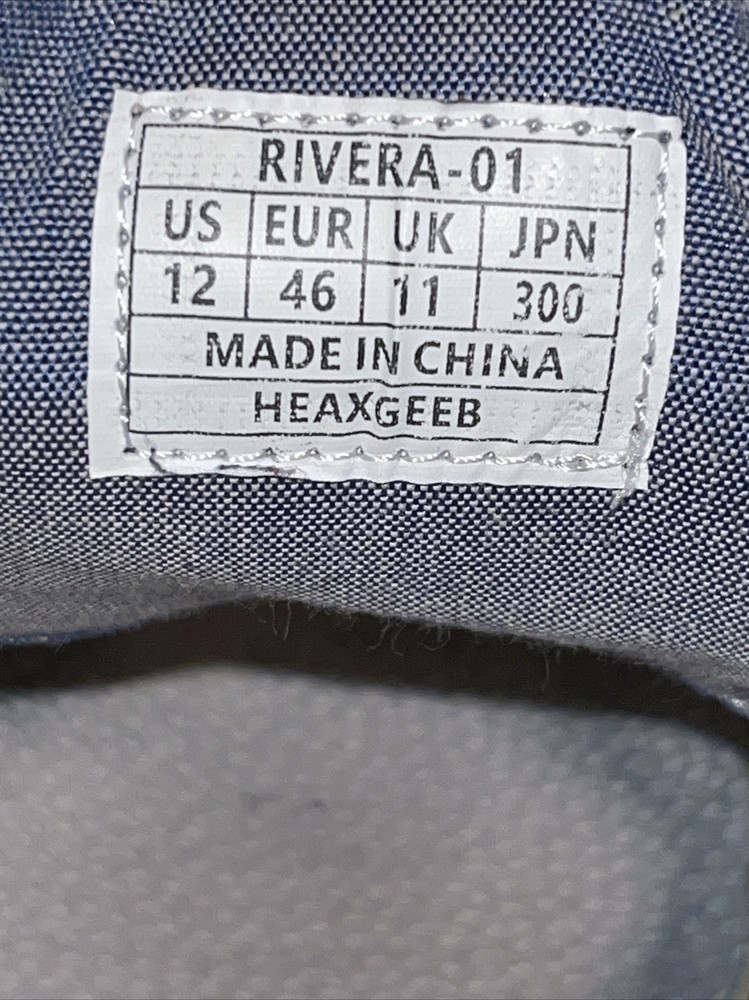 RIVERA-01
US EUR UK JPN
12 46 11 300
MADE IN CHINA
HEAXGEEB